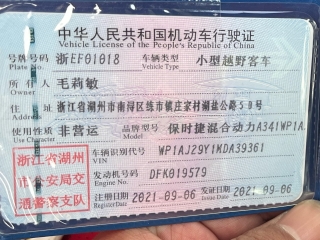 中华人民共和国机动车行驶证
Vehicle License of the People's Republic of China
号牌号码 浙EF01018 车辆类型 小型越野客车
Plate No. Vehicle Type
所有人 毛莉敏
Owner
住址 浙江省湖州市南浔区练市镇庄家村湖盐公路59号
Address
使用性质 非营运 品牌型号 保时捷混合动力A341WP1A
Use Character Model
浙江省湖州 车辆识别代号 WP1AJ29Y1MDA39361
VIN
市公安局交 发动机号码 DFK019579
Engine No.
通警察支队 注册日期 2021-09-06 发证日期 2021-09-06
Register Date Issue Date